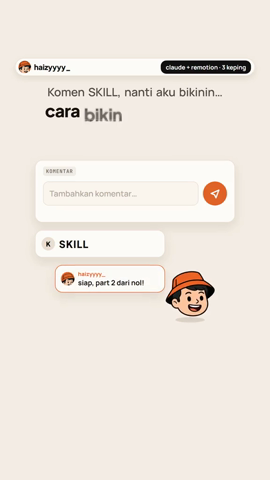 haizyyyy_
claude + remotion · 3 keping
Komen SKILL, nanti aku bikinin...
cara bikin
KOMENTAR
Tambahkan komentar...
K SKILL
haizyyyy_
siap, part 2 dari nol!